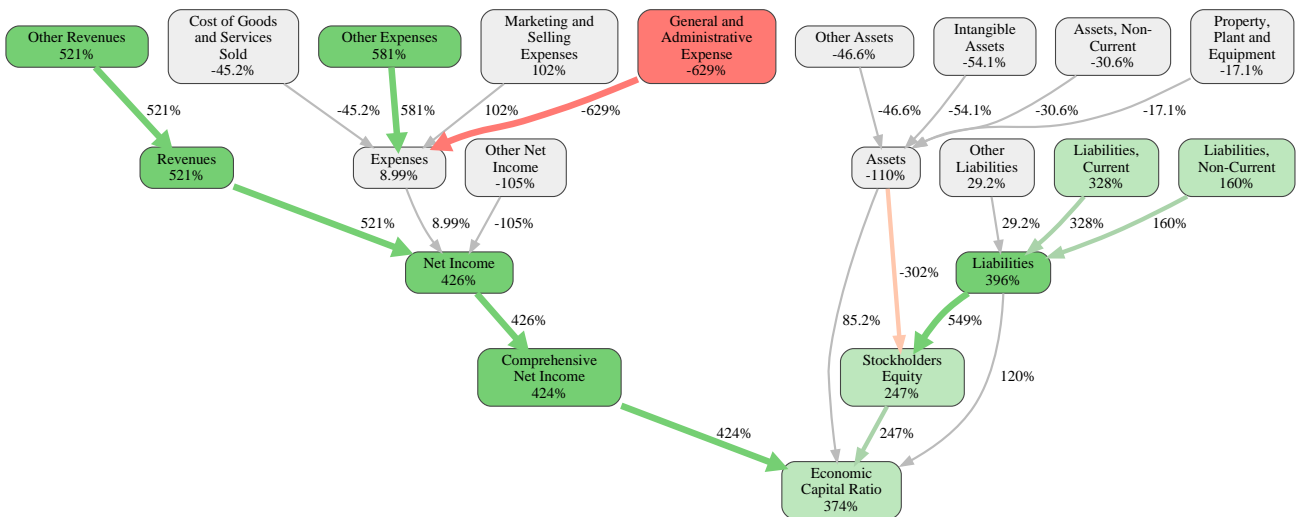 Other Revenues
521%
Cost of Goods
and Services
Sold
-45.2%
Other Expenses
581%
Marketing and
Selling
Expenses
102%
General and
Administrative
Expense
-629%
Other Assets
-46.6%
Intangible
Assets
-54.1%
Assets, Non-
Current
-30.6%
Property,
Plant and
Equipment
-17.1%
521%
-45.2%
581%
102%
-629%
-46.6%
-54.1%
-30.6%
-17.1%
Revenues
521%
Expenses
8.99%
Other Net
Income
-105%
Assets
-110%
Other
Liabilities
29.2%
Liabilities,
Current
328%
Liabilities,
Non-Current
160%
521%
8.99%
-105%
29.2%
328%
160%
Net Income
426%
-302%
Liabilities
396%
426%
85.2%
549%
Comprehensive
Net Income
424%
Stockholders
Equity
247%
120%
424%
247%
Economic
Capital Ratio
374%